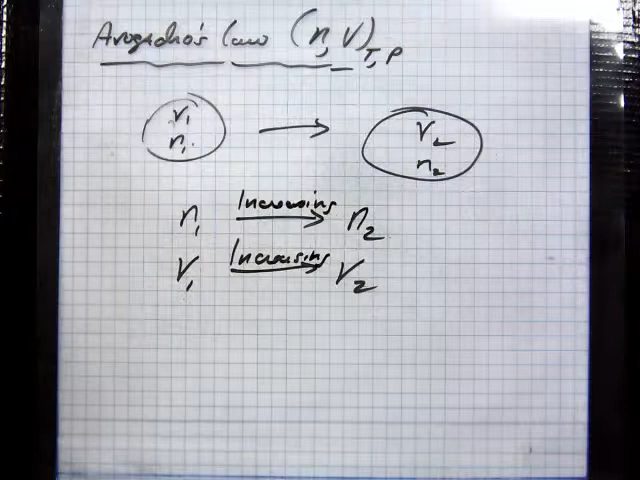 Avogadro's Law (n, V)T,P
V1
n1
V2
n2
n1 Increasing n2
V1 Increasing V2